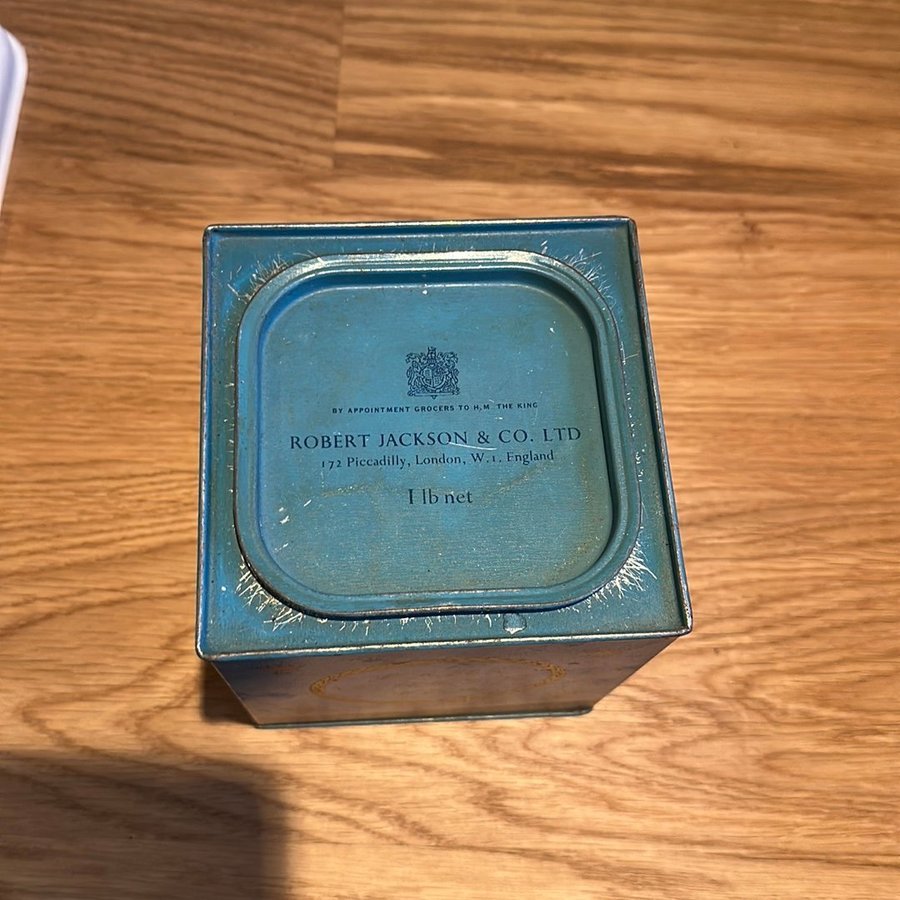 BY APPOINTMENT GROCERS TO H.M. THE KING
ROBERT JACKSON & CO. LTD
172 Piccadilly, London, W.1. England
1 lb net